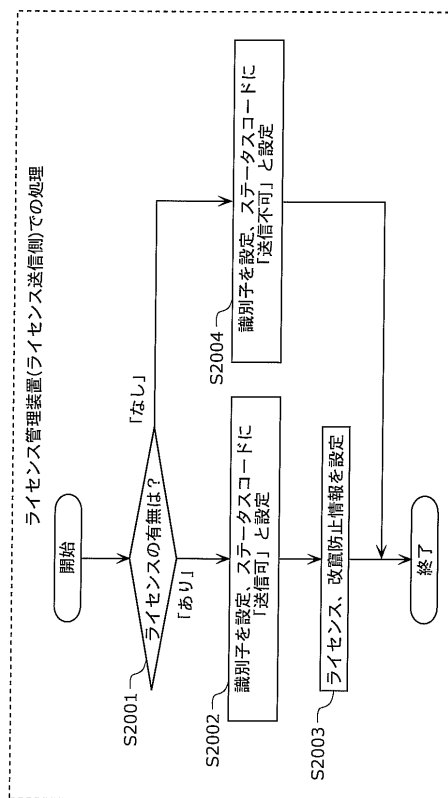 ライセンス管理装置(ライセンス送信側)での処理
開始
S2001
ライセンスの有無は？
「なし」
「あり」
S2002
識別子を設定、ステータスコードに
「送信可」と設定
S2004
識別子を設定、ステータスコードに
「送信不可」と設定
S2003
ライセンス、改竄防止情報を設定
終了